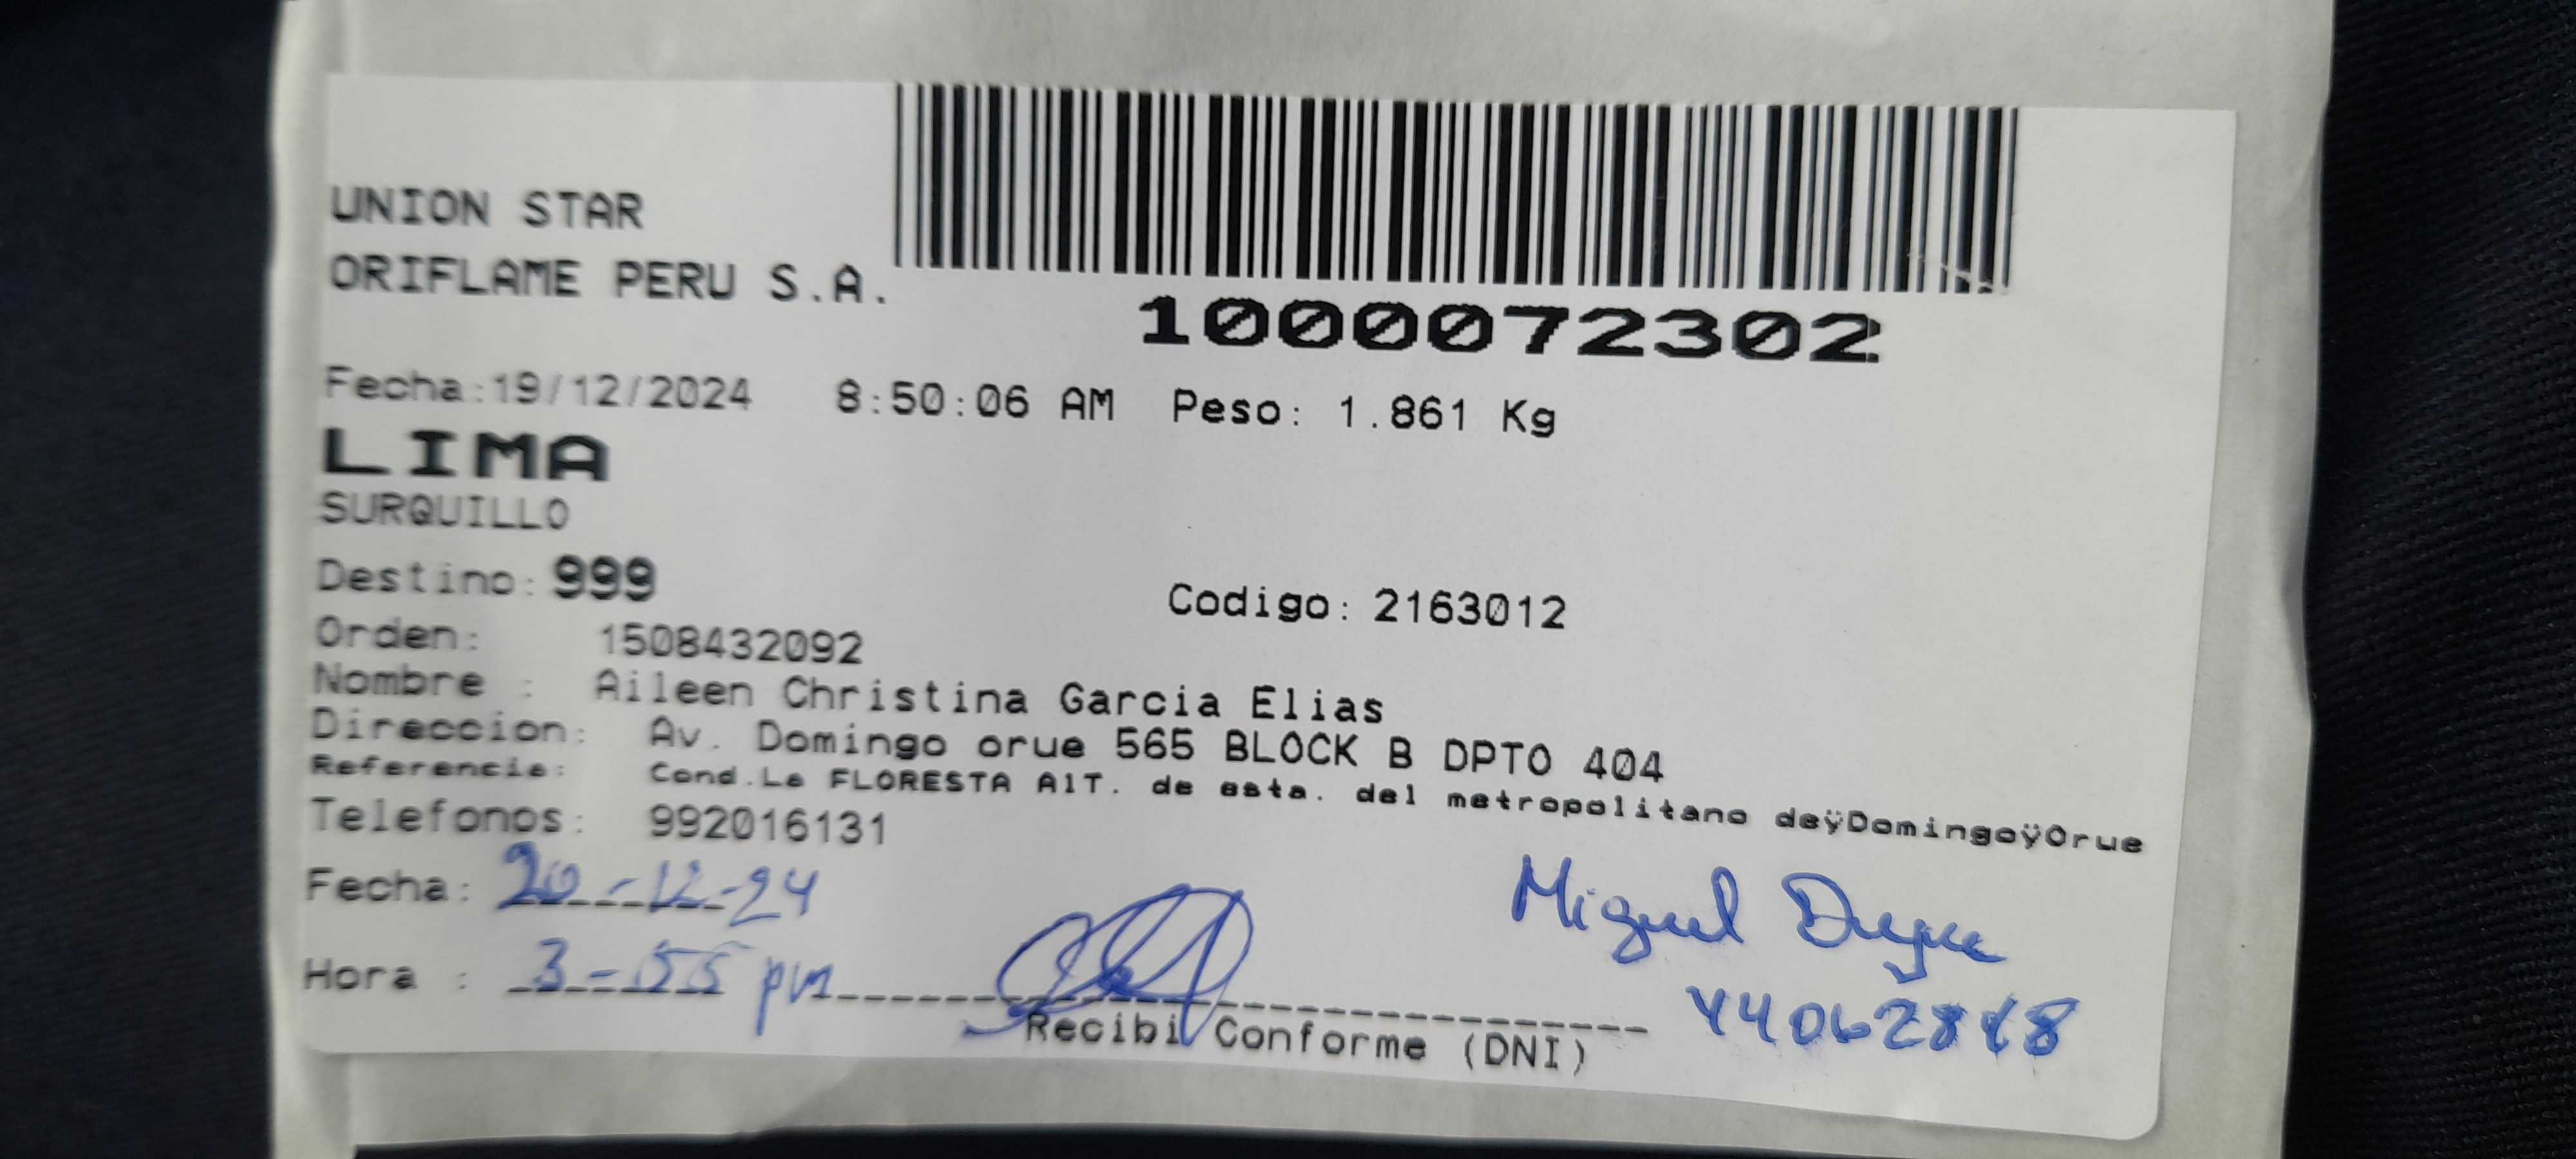 UNION STAR
ORIFLAME PERU S.A.
1000072302
Fecha:19/12/2024 8:50:06 AM Peso: 1.861 Kg
LIMA
SURQUILLO
Destino: 999 Codigo: 2163012
Orden: 1508432092
Nombre : Aileen Christina Garcia Elias
Direccion: Av. Domingo orue 565 BLOCK B DPTO 404
Referencia: Cond.La FLORESTA AlT. de esta. del metropolitano deÿDomingoÿOrue
Telefonos: 992016131
Fecha: 20-12-24
Miguel
Hora : 3-55 pm
Recibi Conforme (DNI)